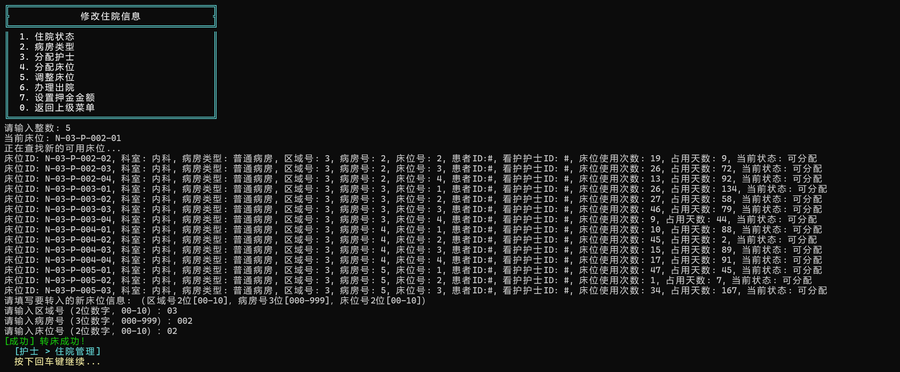 修改住院信息
1. 住院状态
2. 病房类型
3. 分配护士
4. 分配床位
5. 调整床位
6. 办理出院
7. 设置押金金额
0. 返回上级菜单
请输入整数: 5
当前床位: N-03-P-002-01
正在查找新的可用床位...
床位ID: N-03-P-002-02, 科室: 内科, 病房类型: 普通病房, 区域号: 3, 病房号: 2, 床位号: 2, 患者ID:#, 看护护士ID: #, 床位使用次数: 19, 占用天数: 9, 当前状态: 可分配
床位ID: N-03-P-002-03, 科室: 内科, 病房类型: 普通病房, 区域号: 3, 病房号: 2, 床位号: 3, 患者ID:#, 看护护士ID: #, 床位使用次数: 26, 占用天数: 72, 当前状态: 可分配
床位ID: N-03-P-002-04, 科室: 内科, 病房类型: 普通病房, 区域号: 3, 病房号: 2, 床位号: 4, 患者ID:#, 看护护士ID: #, 床位使用次数: 13, 占用天数: 92, 当前状态: 可分配
床位ID: N-03-P-003-01, 科室: 内科, 病房类型: 普通病房, 区域号: 3, 病房号: 3, 床位号: 1, 患者ID:#, 看护护士ID: #, 床位使用次数: 26, 占用天数: 134, 当前状态: 可分配
床位ID: N-03-P-003-02, 科室: 内科, 病房类型: 普通病房, 区域号: 3, 病房号: 3, 床位号: 2, 患者ID:#, 看护护士ID: #, 床位使用次数: 27, 占用天数: 58, 当前状态: 可分配
床位ID: N-03-P-003-03, 科室: 内科, 病房类型: 普通病房, 区域号: 3, 病房号: 3, 床位号: 3, 患者ID:#, 看护护士ID: #, 床位使用次数: 46, 占用天数: 79, 当前状态: 可分配
床位ID: N-03-P-003-04, 科室: 内科, 病房类型: 普通病房, 区域号: 3, 病房号: 3, 床位号: 4, 患者ID:#, 看护护士ID: #, 床位使用次数: 9, 占用天数: 44, 当前状态: 可分配
床位ID: N-03-P-004-01, 科室: 内科, 病房类型: 普通病房, 区域号: 3, 病房号: 4, 床位号: 1, 患者ID:#, 看护护士ID: #, 床位使用次数: 10, 占用天数: 88, 当前状态: 可分配
床位ID: N-03-P-004-02, 科室: 内科, 病房类型: 普通病房, 区域号: 3, 病房号: 4, 床位号: 2, 患者ID:#, 看护护士ID: #, 床位使用次数: 45, 占用天数: 2, 当前状态: 可分配
床位ID: N-03-P-004-03, 科室: 内科, 病房类型: 普通病房, 区域号: 3, 病房号: 4, 床位号: 3, 患者ID:#, 看护护士ID: #, 床位使用次数: 15, 占用天数: 89, 当前状态: 可分配
床位ID: N-03-P-004-04, 科室: 内科, 病房类型: 普通病房, 区域号: 3, 病房号: 4, 床位号: 4, 患者ID:#, 看护护士ID: #, 床位使用次数: 17, 占用天数: 91, 当前状态: 可分配
床位ID: N-03-P-005-01, 科室: 内科, 病房类型: 普通病房, 区域号: 3, 病房号: 5, 床位号: 1, 患者ID:#, 看护护士ID: #, 床位使用次数: 47, 占用天数: 45, 当前状态: 可分配
床位ID: N-03-P-005-02, 科室: 内科, 病房类型: 普通病房, 区域号: 3, 病房号: 5, 床位号: 2, 患者ID:#, 看护护士ID: #, 床位使用次数: 1, 占用天数: 7, 当前状态: 可分配
床位ID: N-03-P-005-03, 科室: 内科, 病房类型: 普通病房, 区域号: 3, 病房号: 5, 床位号: 3, 患者ID:#, 看护护士ID: #, 床位使用次数: 34, 占用天数: 167, 当前状态: 可分配
请填写要转入的新床位信息: (区域号2位[00-10], 病房号3位[000-999], 床位号2位[00-10])
请输入区域号 (2位数字, 00-10) : 03
请输入病房号 (3位数字, 000-999) : 002
请输入床位号 (2位数字, 00-10) : 02
[成功] 转床成功!
[护士 > 住院管理]
按下回车键继续...